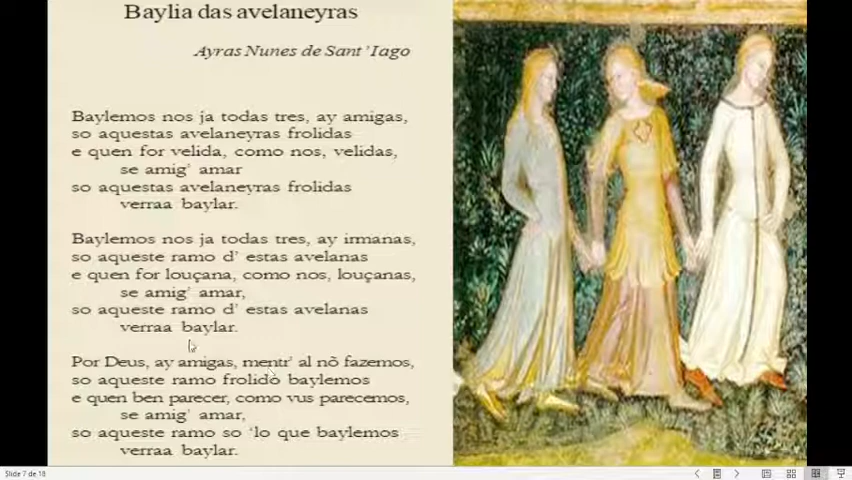 Baylia das avelaneyras
Ayras Nunes de Sant'Iago
Baylemos nos ja todas tres, ay amigas,
so aquestas avelaneyras frolidas
e quen for velida, como nos, velidas,
se amig' amar
so aquestas avelaneyras frolidas
verraa baylar.
Baylemos nos ja todas tres, ay irmanas,
so aqueste ramo d' estas avelanas
e quen for louçana, como nos, louçanas,
se amig' amar,
so aqueste ramo d' estas avelanas
verraa baylar.
Por Deus, ay amigas, mentr' al nõ fazemos,
so aqueste ramo frolido baylemos
e quen ben parecer, como vus parecemos,
se amig' amar,
so aqueste ramo so 'lo que baylemos
verraa baylar.
Slide 7 de 18